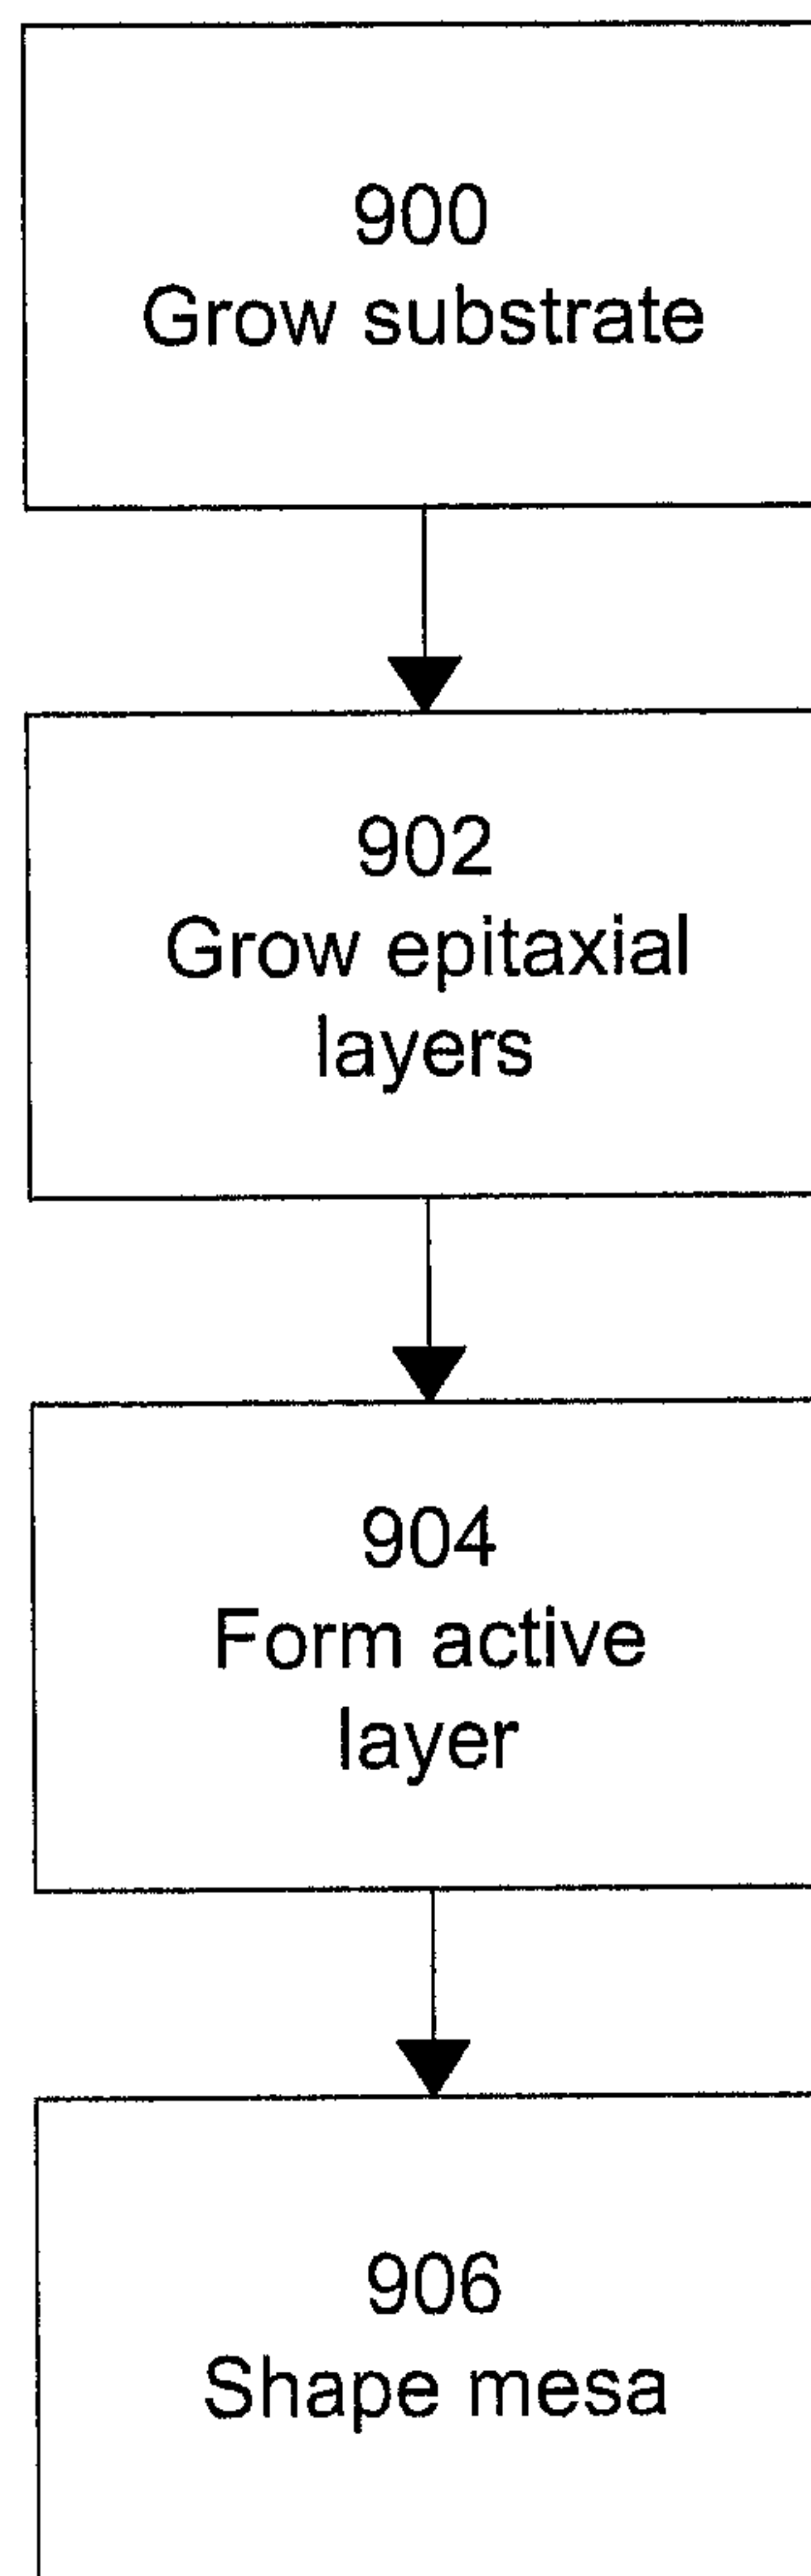 900
Grow substrate
902
Grow epitaxial
layers
904
Form active
layer
906
Shape mesa